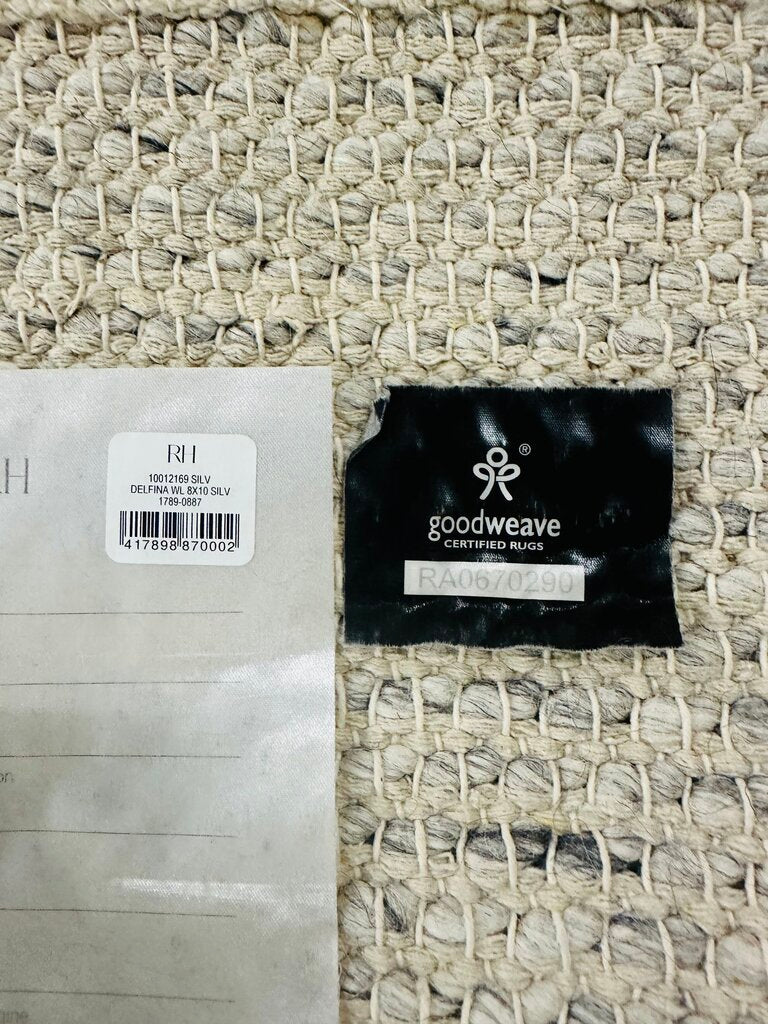 RH
10012169 SILV
DELFINA WL 8X10 SILV
1789-0887
417898 870002
®
goodweave
CERTIFIED RUGS
RA0670290